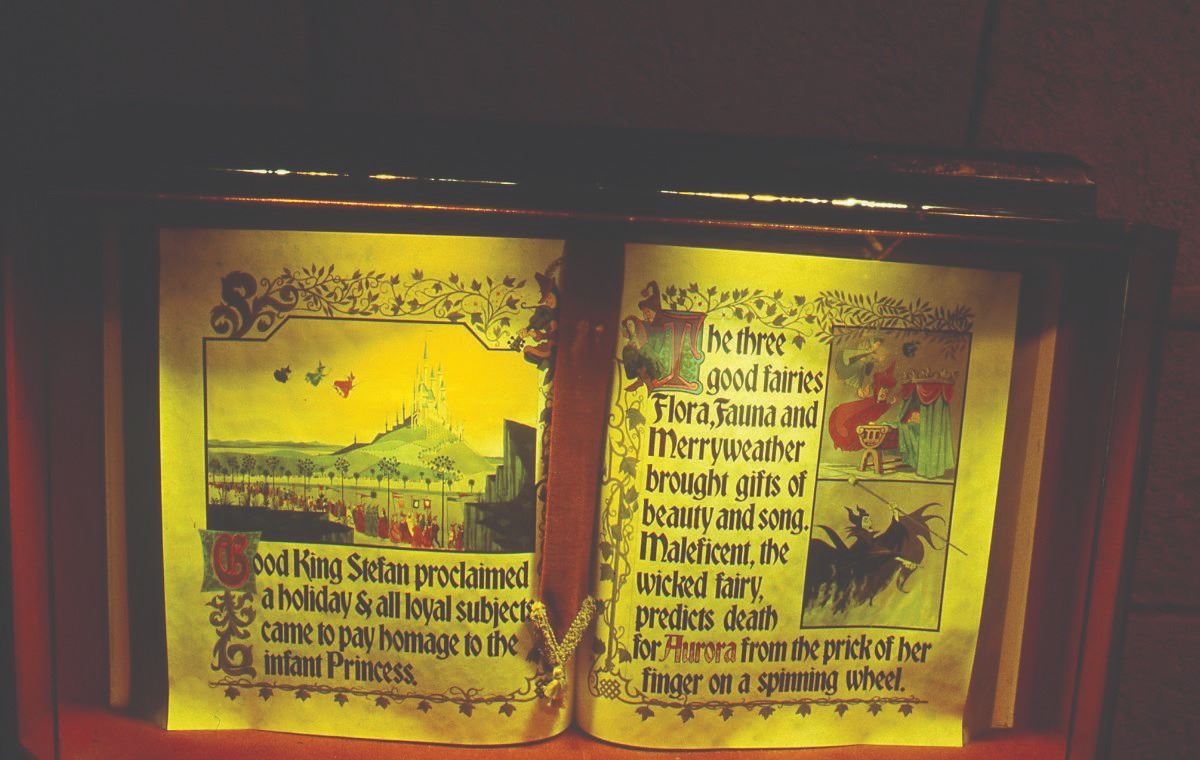 Good King Stefan proclaimed
a holiday & all loyal subjects
came to pay homage to the
infant Princess.
The three
good fairies
Flora, Fauna and
Merryweather
brought gifts of
beauty and song.
Maleficent, the
wicked fairy,
predicts death
for Aurora from the prick of her
finger on a spinning wheel.